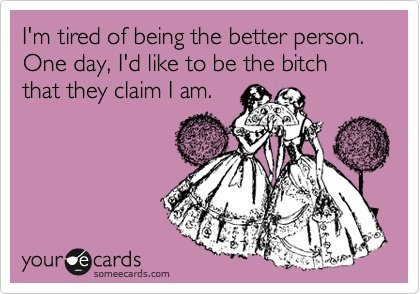 I'm tired of being the better person.
One day, I'd like to be the bitch
that they claim I am.
your e cards
someecards.com